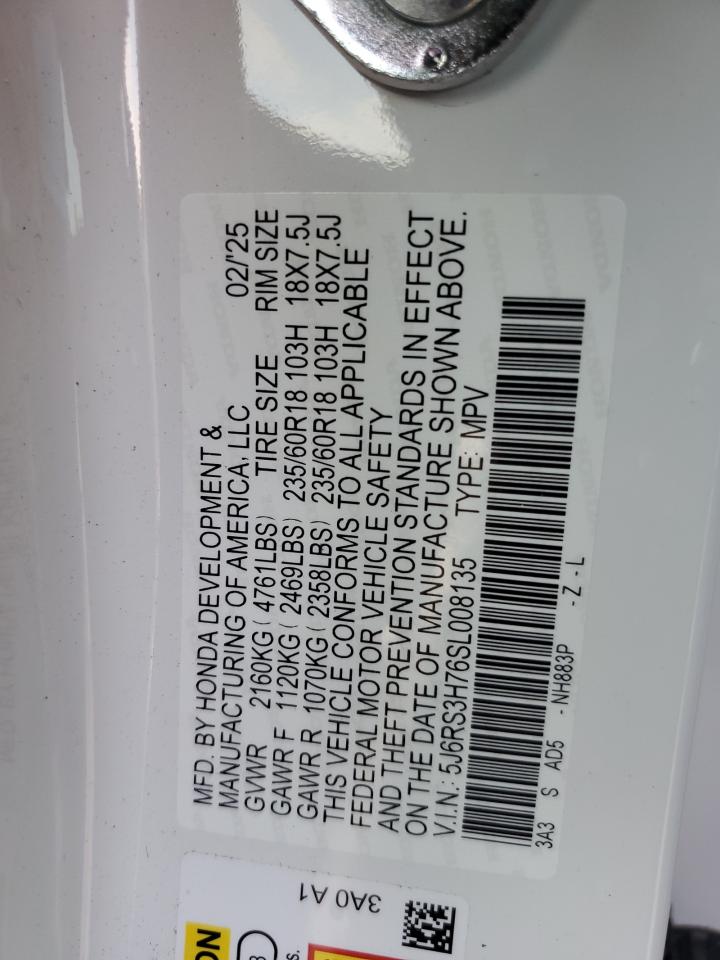 MFD. BY HONDA DEVELOPMENT &
MANUFACTURING OF AMERICA, LLC 02/'25
GVWR 2160KG ( 4761LBS) TIRE SIZE RIM SIZE
GAWR F 1120KG ( 2469LBS) 235/60R18 103H 18X7.5J
GAWR R 1070KG ( 2358LBS) 235/60R18 103H 18X7.5J
THIS VEHICLE CONFORMS TO ALL APPLICABLE
FEDERAL MOTOR VEHICLE SAFETY
AND THEFT PREVENTION STANDARDS IN EFFECT
ON THE DATE OF MANUFACTURE SHOWN ABOVE.
V.I.N.: 5J6RS3H76SL008135 TYPE: MPV
3A3 S AD5 -NH883P -Z-L
3A0 A1